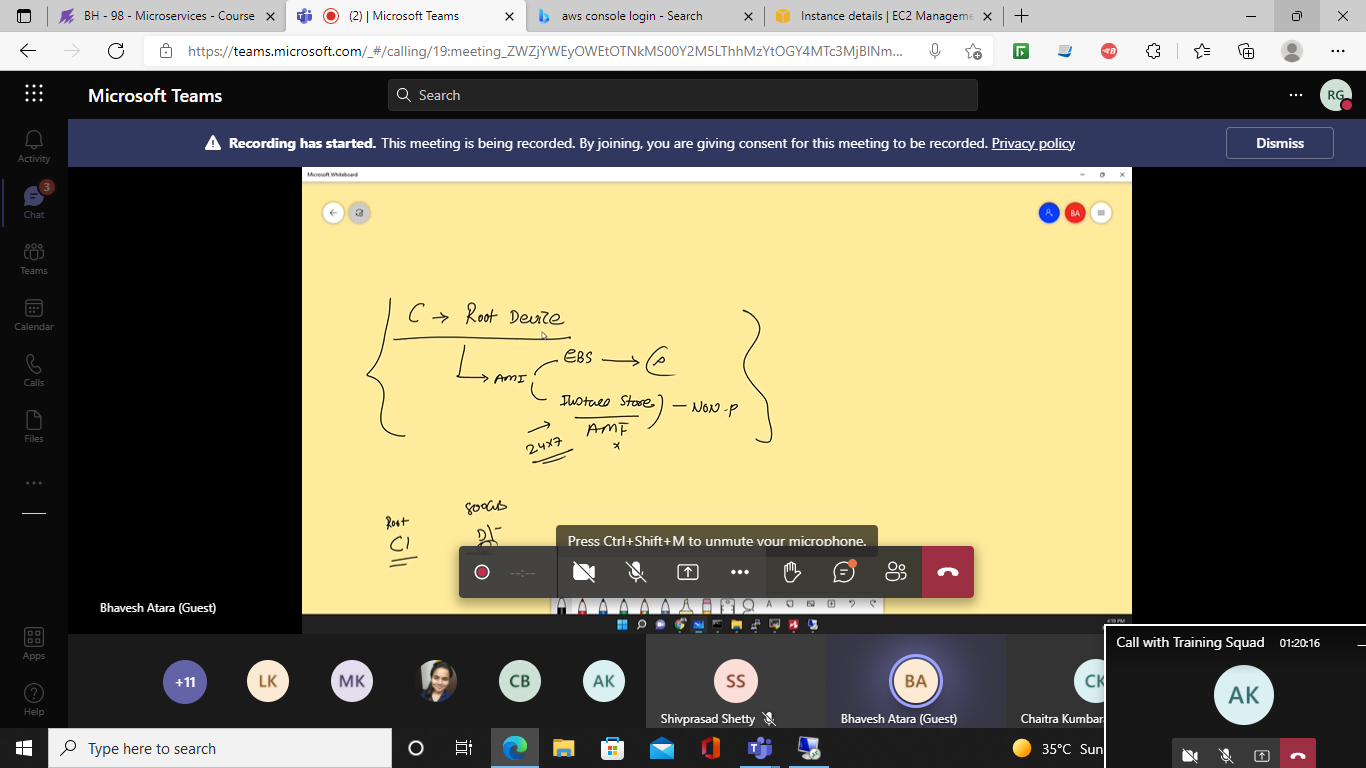 BH - 98 - Microservices - Course
(2) | Microsoft Teams
aws console login - Search
Instance details | EC2 Manageme
https://teams.microsoft.com/_#/calling/19:meeting_ZWZjYWEyOWEtOTNkMS00Y2M5LThhMzYtOGY4MTc3MjBlNm...
Microsoft Teams
Search
RG
Recording has started. This meeting is being recorded. By joining, you are giving consent for this meeting to be recorded. Privacy policy
Dismiss
Activity
3
Chat
Teams
Calendar
Calls
Files
Apps
Help
Microsoft Whiteboard
BA
C → Root Device
EBS
AMI
Store
NON-P
AMI
x
24x7
Root
800GB
C|
D|-
Press Ctrl+Shift+M to unmute your microphone.
--:--
Bhavesh Atara (Guest)
4:19 PM
+11
LK
MK
CB
AK
SS
Shivprasad Shetty
BA
Bhavesh Atara (Guest)
CK
Chaitra Kumbar
Call with Training Squad
01:20:16
AK
Type here to search
35°C Sun